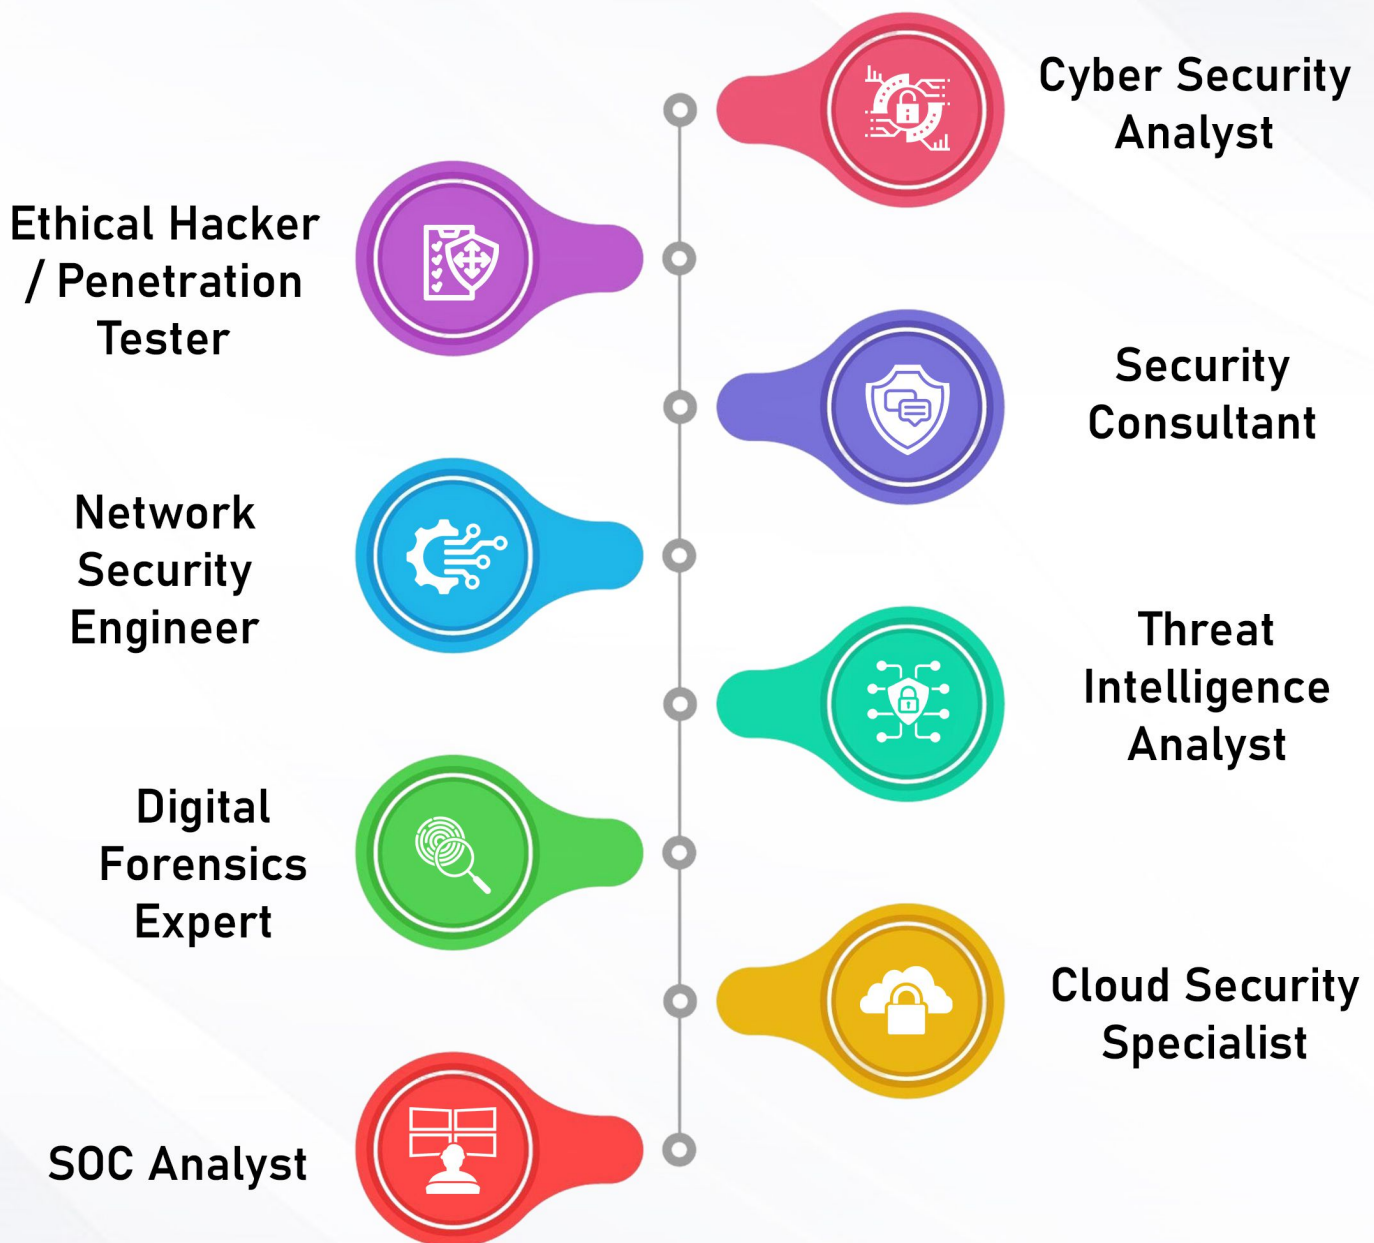 Cyber Security
Analyst
Ethical Hacker
/ Penetration
Tester
Security
Consultant
Network
Security
Engineer
Threat
Intelligence
Analyst
Digital
Forensics
Expert
Cloud Security
Specialist
SOC Analyst